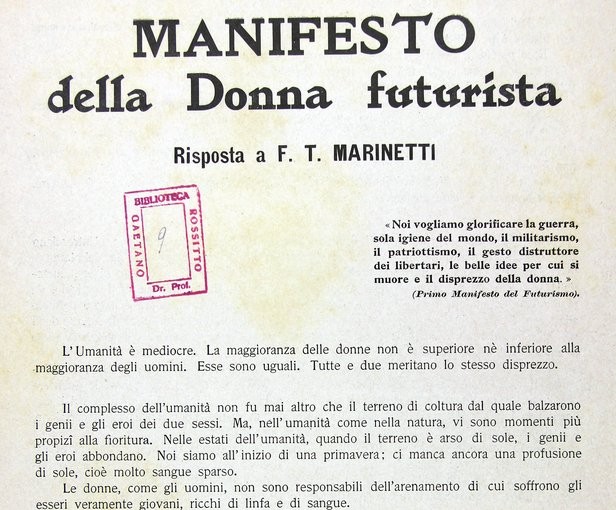 MANIFESTO
della Donna futurista
Risposta a F. T. MARINETTI
BIBLIOTECA
GAETANO
9
ROSSITTO
Dr. Prof.
« Noi vogliamo glorificare la guerra,
sola igiene del mondo, il militarismo,
il patriottismo, il gesto distruttore
dei libertari, le belle idee per cui si
muore e il disprezzo della donna. »
(Primo Manifesto del Futurismo).
L'Umanità è mediocre. La maggioranza delle donne non è superiore nè inferiore alla
maggioranza degli uomini. Esse sono uguali. Tutte e due meritano lo stesso disprezzo.
Il complesso dell'umanità non fu mai altro che il terreno di coltura dal quale balzarono
i genii e gli eroi dei due sessi. Ma, nell'umanità come nella natura, vi sono momenti più
propizî alla fioritura. Nelle estati dell'umanità, quando il terreno è arso di sole, i genii e
gli eroi abbondano. Noi siamo all'inizio di una primavera; ci manca ancora una profusione
di sole, cioè molto sangue sparso.
Le donne, come gli uomini, non sono responsabili dell'arenamento di cui soffrono gli
esseri veramente giovani, ricchi di linfa e di sangue.